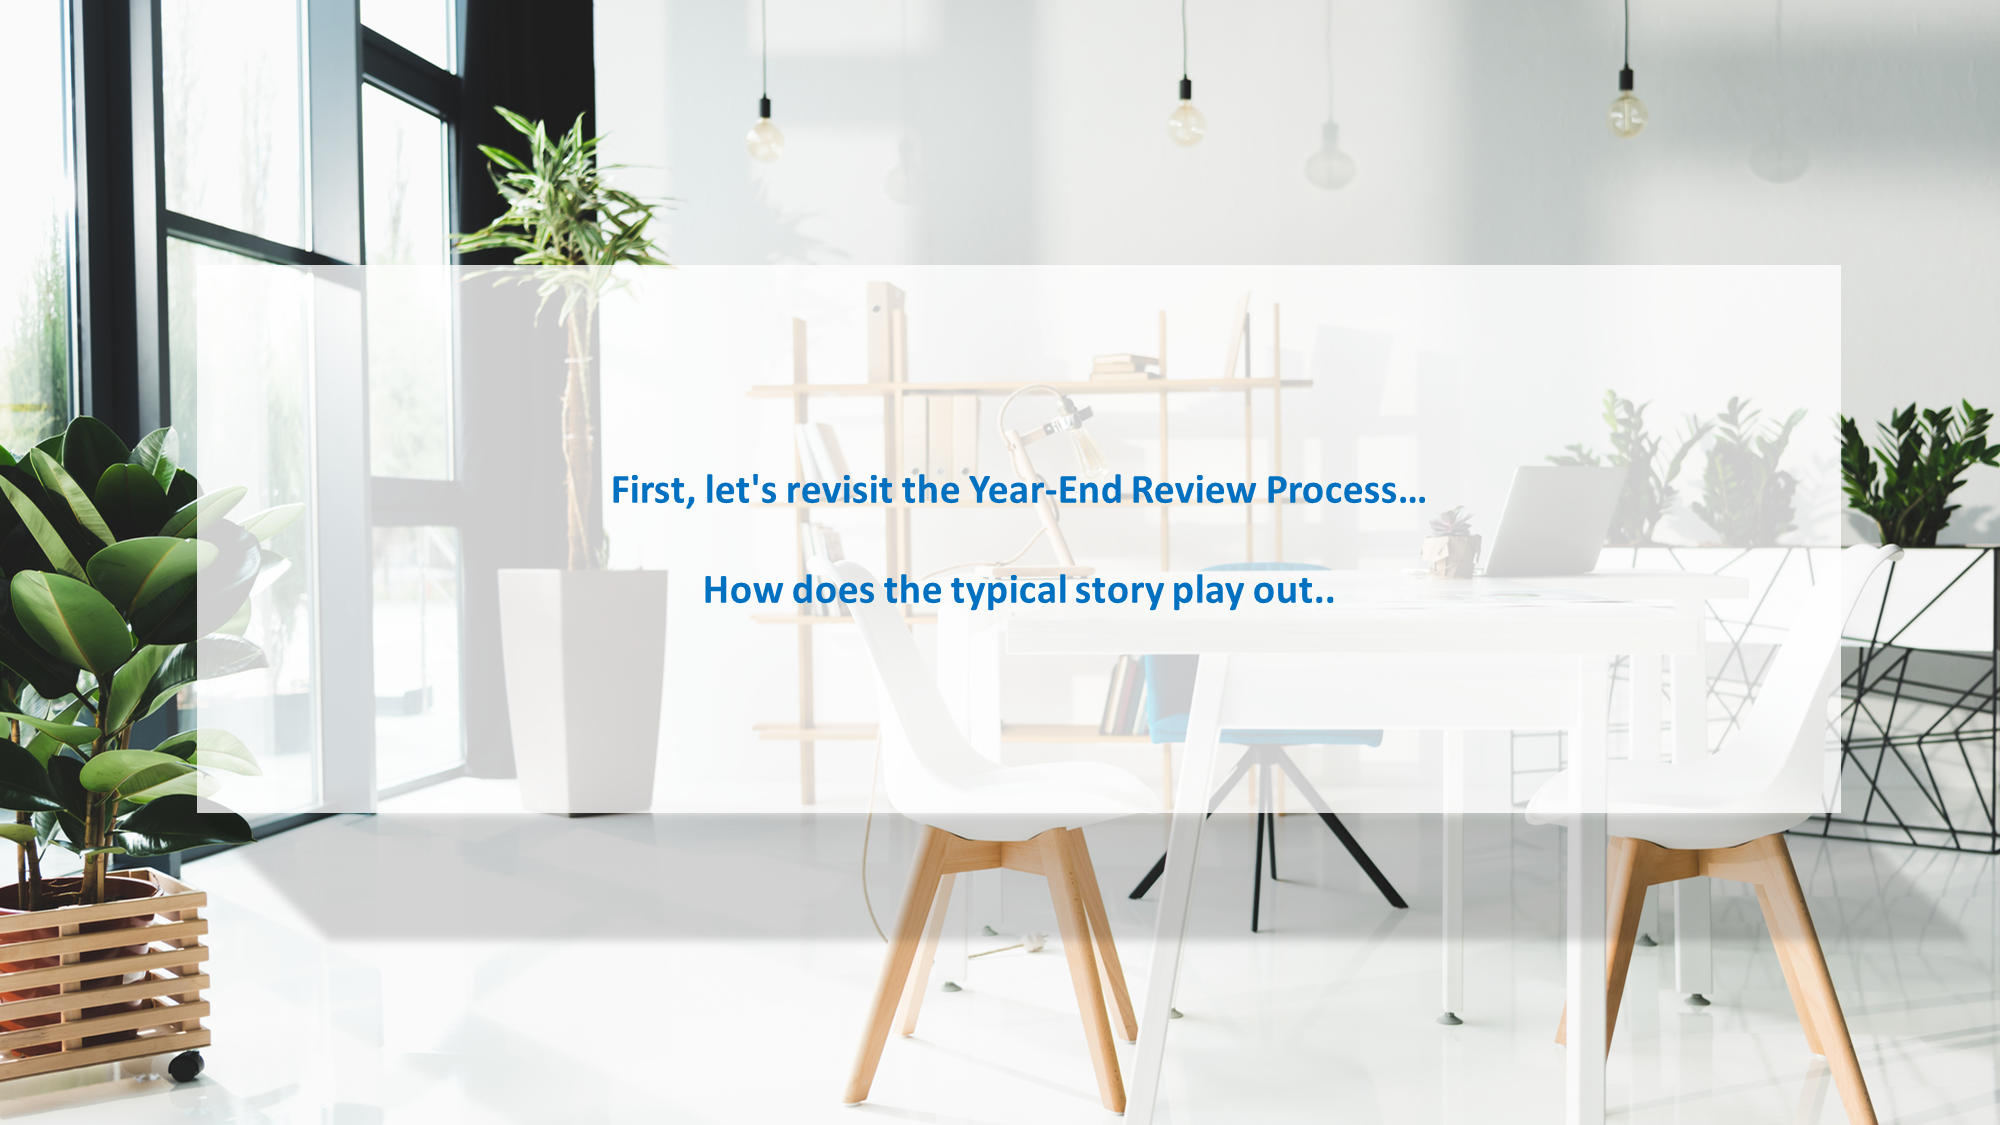 First, let's revisit the Year-End Review Process...
How does the typical story play out..